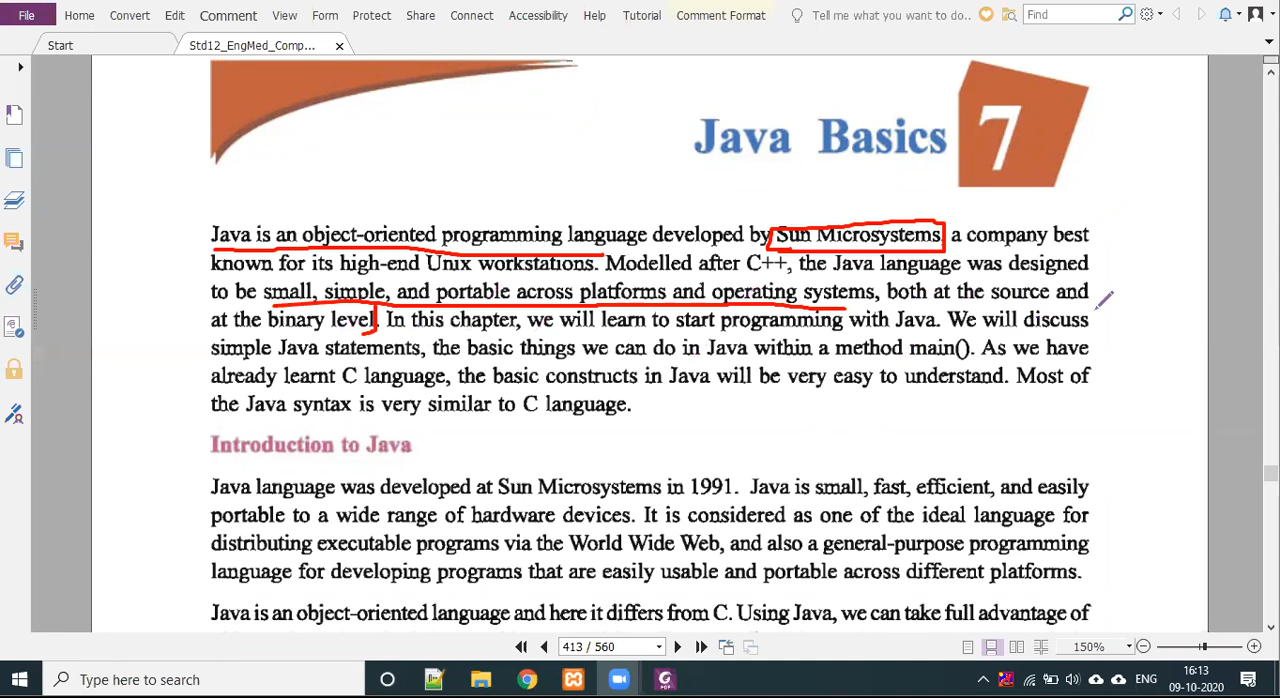 File Home Convert Edit Comment View Form Protect Share Connect Accessibility Help Tutorial Comment Format Tell me what you want to do.. Find
Start Std12_EngMed_Comp...
Java Basics 7
Java is an object-oriented programming language developed by Sun Microsystems, a company best
known for its high-end Unix workstations. Modelled after C++, the Java language was designed
to be small, simple, and portable across platforms and operating systems, both at the source and
at the binary level. In this chapter, we will learn to start programming with Java. We will discuss
simple Java statements, the basic things we can do in Java within a method main(). As we have
already learnt C language, the basic constructs in Java will be very easy to understand. Most of
the Java syntax is very similar to C language.
Introduction to Java
Java language was developed at Sun Microsystems in 1991. Java is small, fast, efficient, and easily
portable to a wide range of hardware devices. It is considered as one of the ideal language for
distributing executable programs via the World Wide Web, and also a general-purpose programming
language for developing programs that are easily usable and portable across different platforms.
Java is an object-oriented language and here it differs from C. Using Java, we can take full advantage of
413 / 560 150%
Type here to search ENG 16:13
09-10-2020